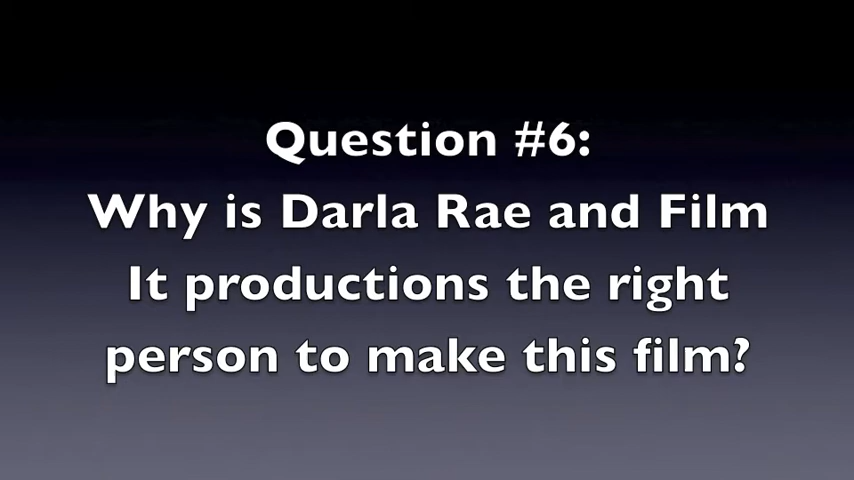 Question #6:
Why is Darla Rae and Film
It productions the right
person to make this film?